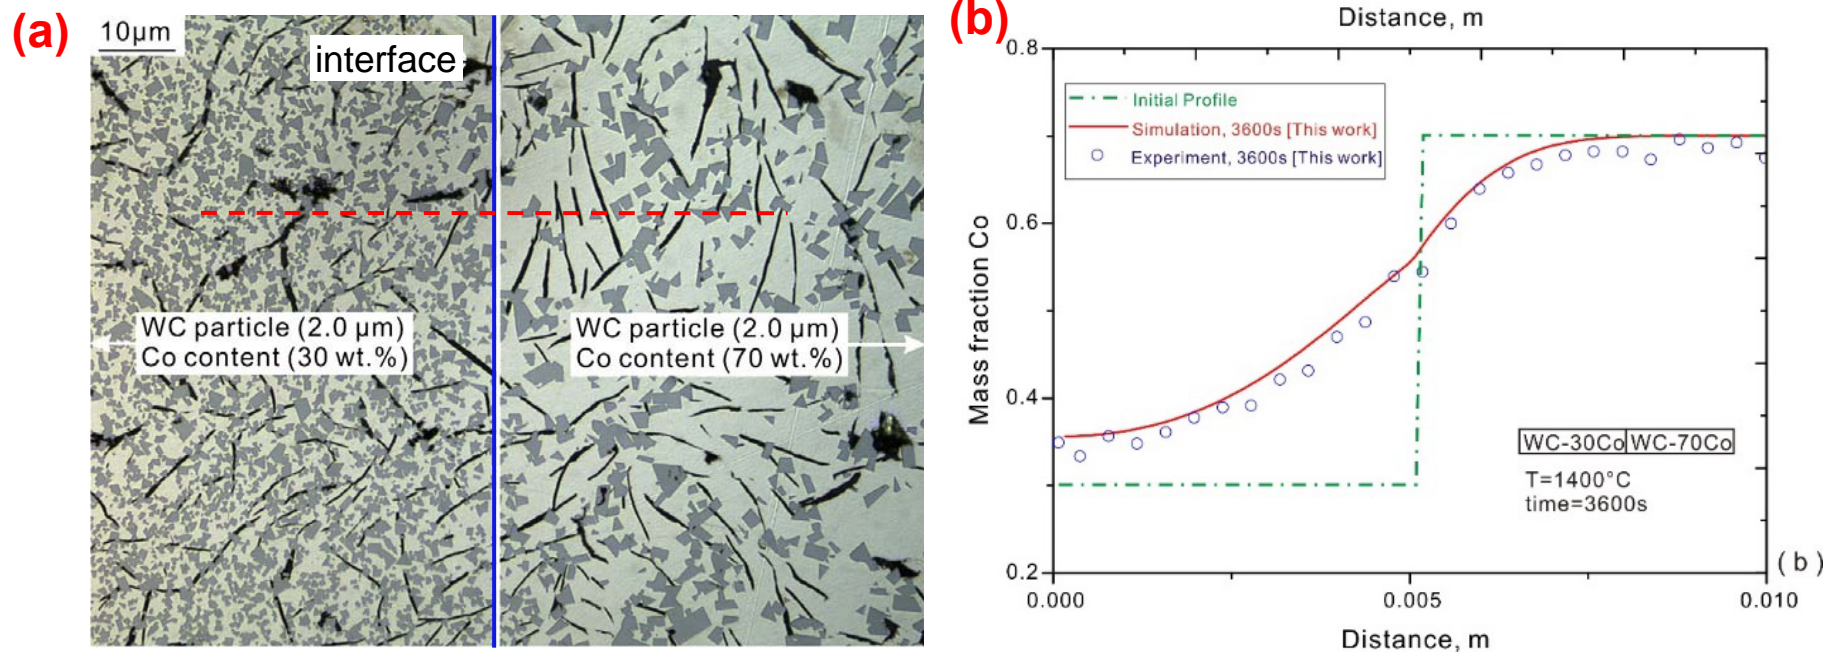 (a)
10μm
interface
WC particle (2.0 μm)
Co content (30 wt.%)
WC particle (2.0 μm)
Co content (70 wt.%)
(b)
Distance, m
0.8
0.6
0.4
0.2
Mass fraction Co
Initial Profile
Simulation, 3600s [This work]
Experiment, 3600s [This work]
WC-30Co WC-70Co
T=1400°C
time=3600s
(b)
0.000 0.005 0.010
Distance, m